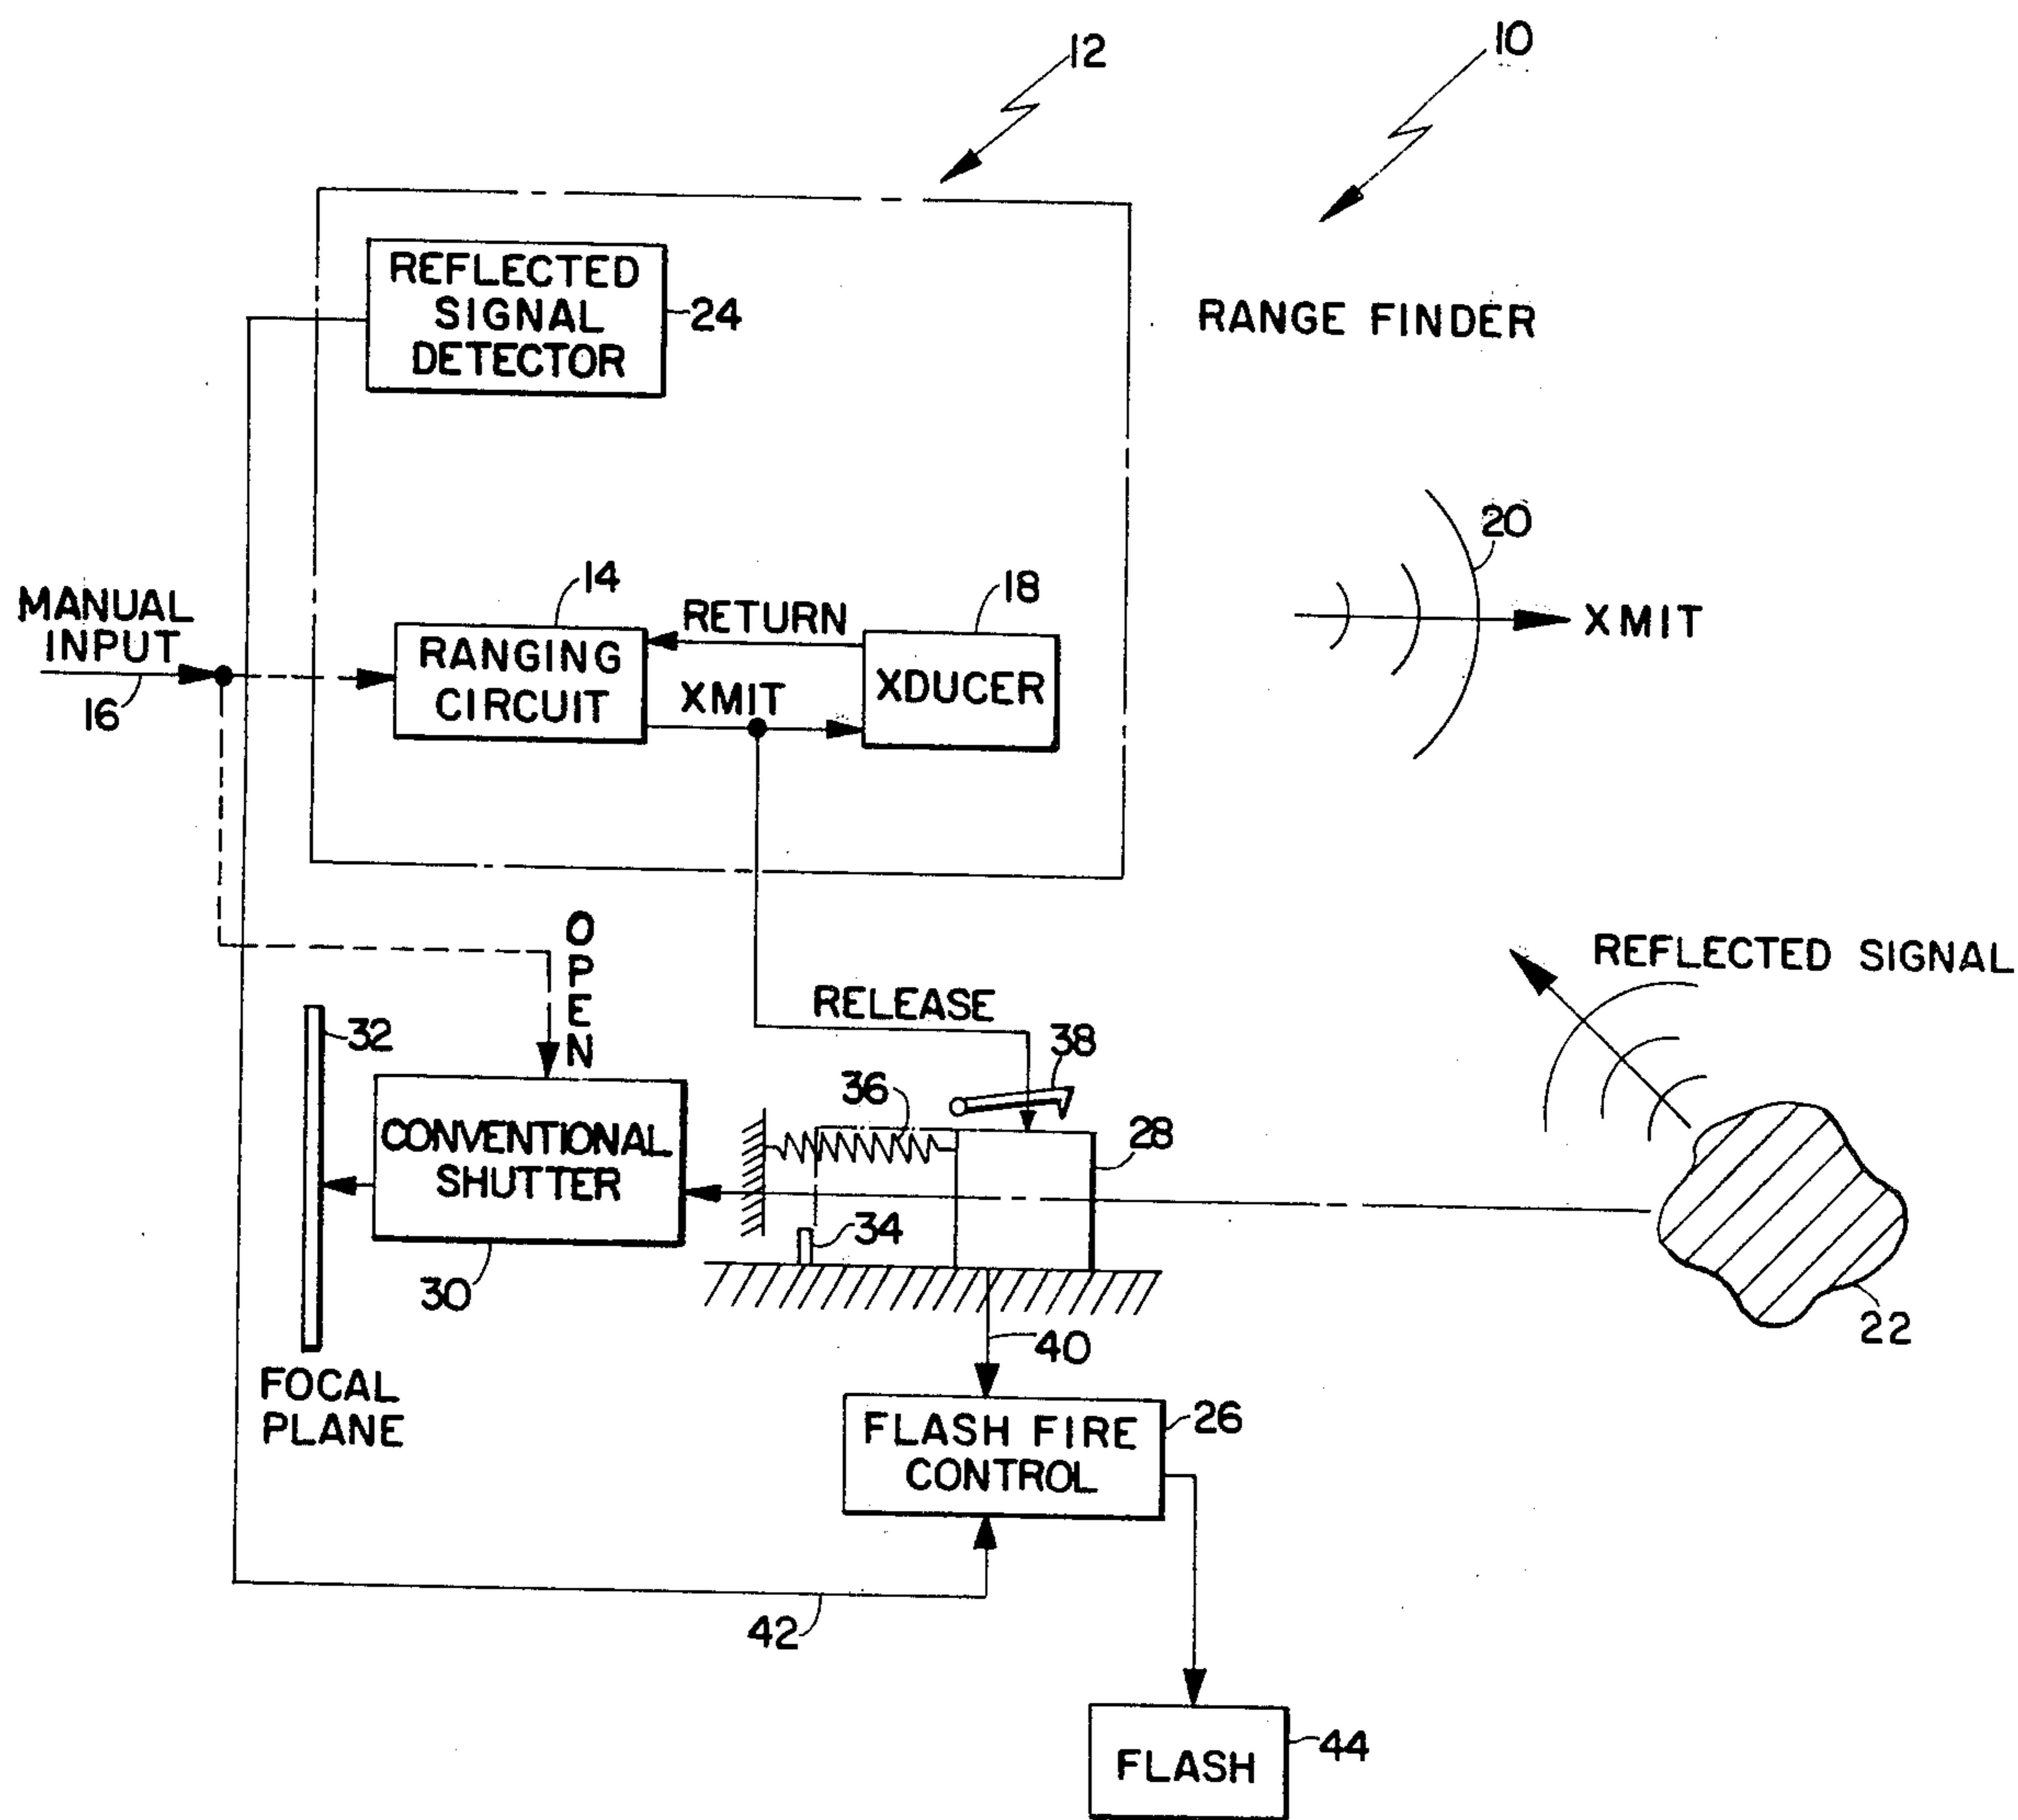 12
10
REFLECTED
SIGNAL
DETECTOR
24
RANGE FINDER
20
XMIT
MANUAL
INPUT
16
14
RANGING
CIRCUIT
RETURN
XMIT
18
XDUCER
OPEN
RELEASE
REFLECTED SIGNAL
32
38
36
28
CONVENTIONAL
SHUTTER
34
30
22
40
FOCAL
PLANE
FLASH FIRE
CONTROL
26
42
FLASH
44